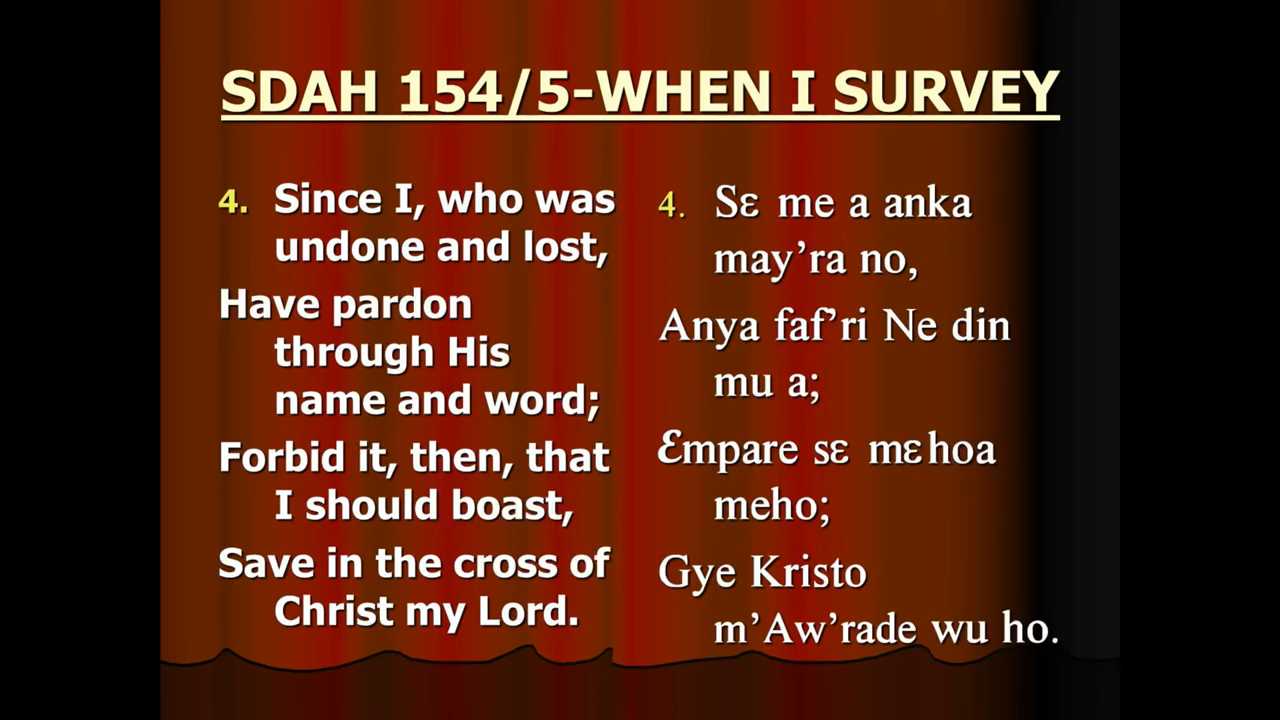 SDAH 154/5-WHEN I SURVEY
4. Since I, who was
undone and lost,
Have pardon
through His
name and word;
Forbid it, then, that
I should boast,
Save in the cross of
Christ my Lord.
4. Sɛ me a anka
may’ra no,
Anya faf’ri Ne din
mu a;
Ɛmpare sɛ mɛhoa
meho;
Gye Kristo
m’Aw’rade wu ho.